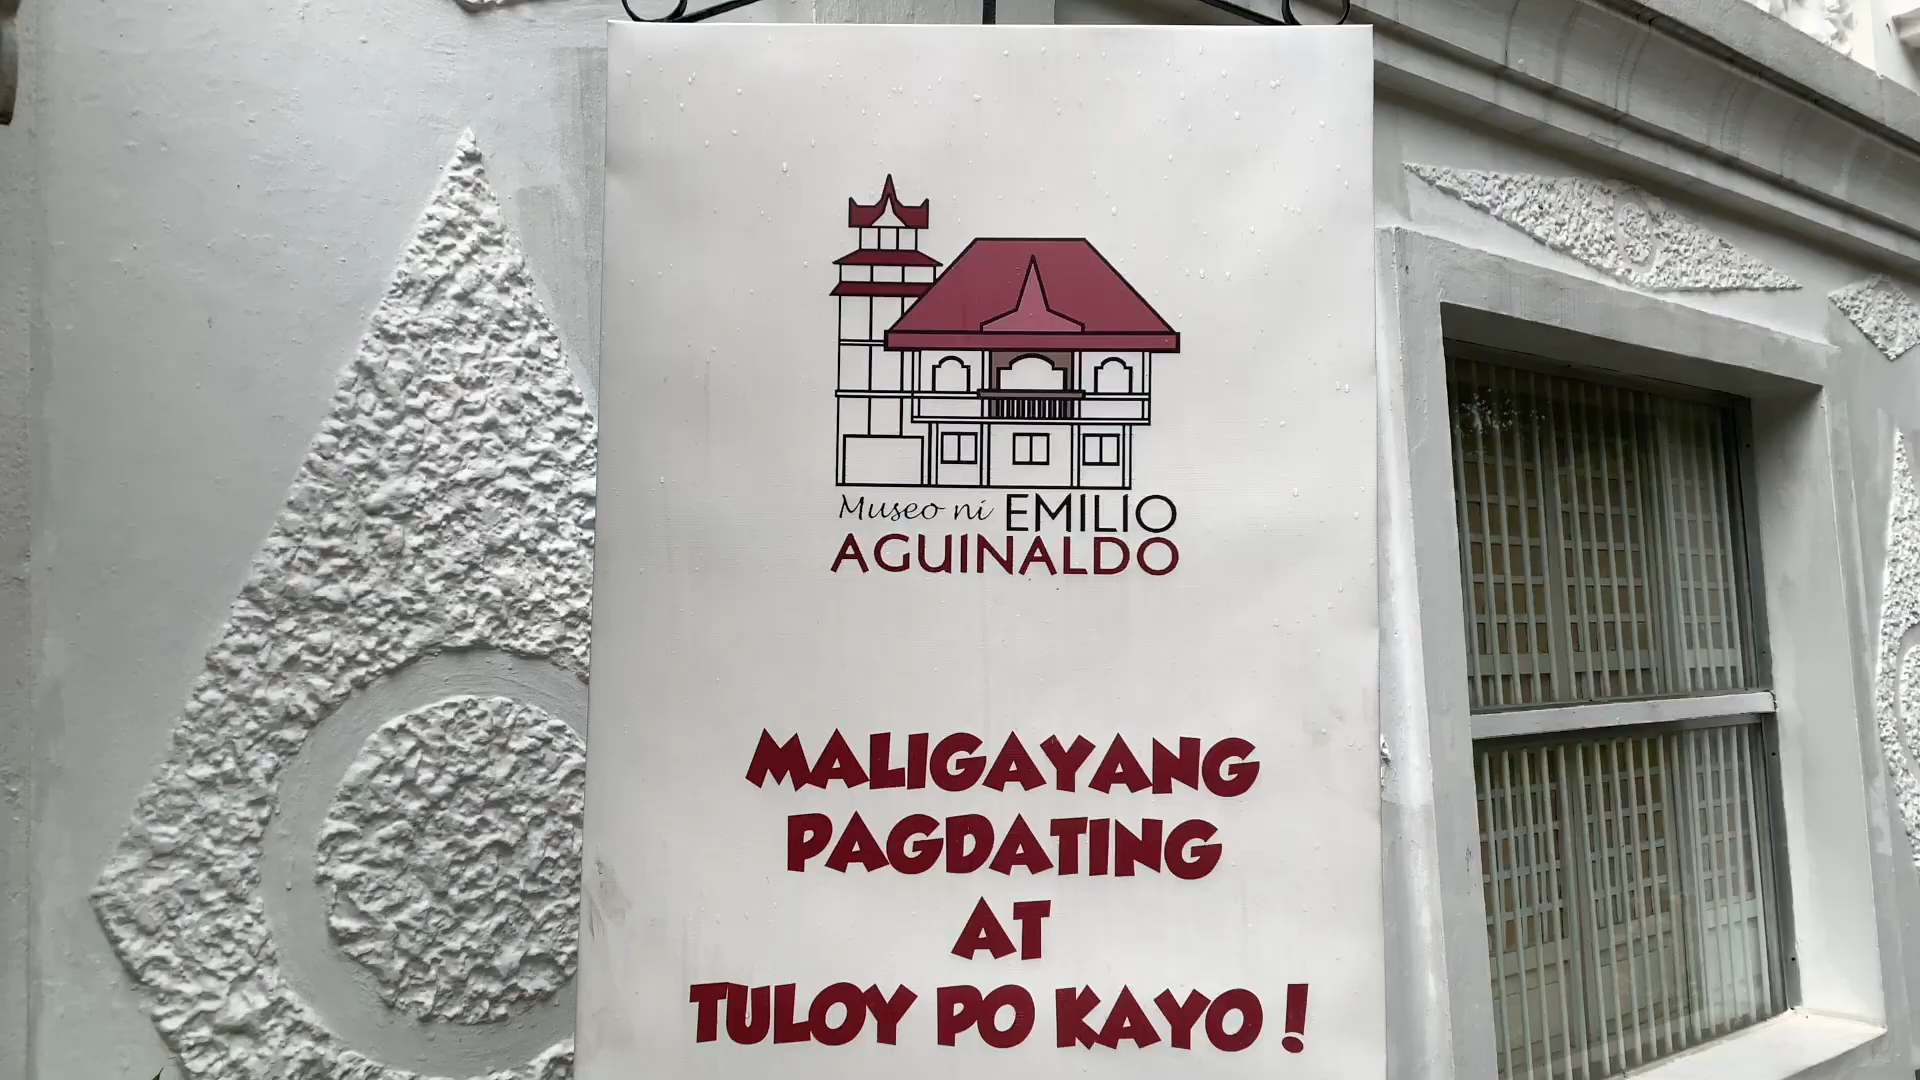 Museo ni EMILIO
AGUINALDO
MALIGAYANG
PAGDATING
AT
TULOY PO KAYO!